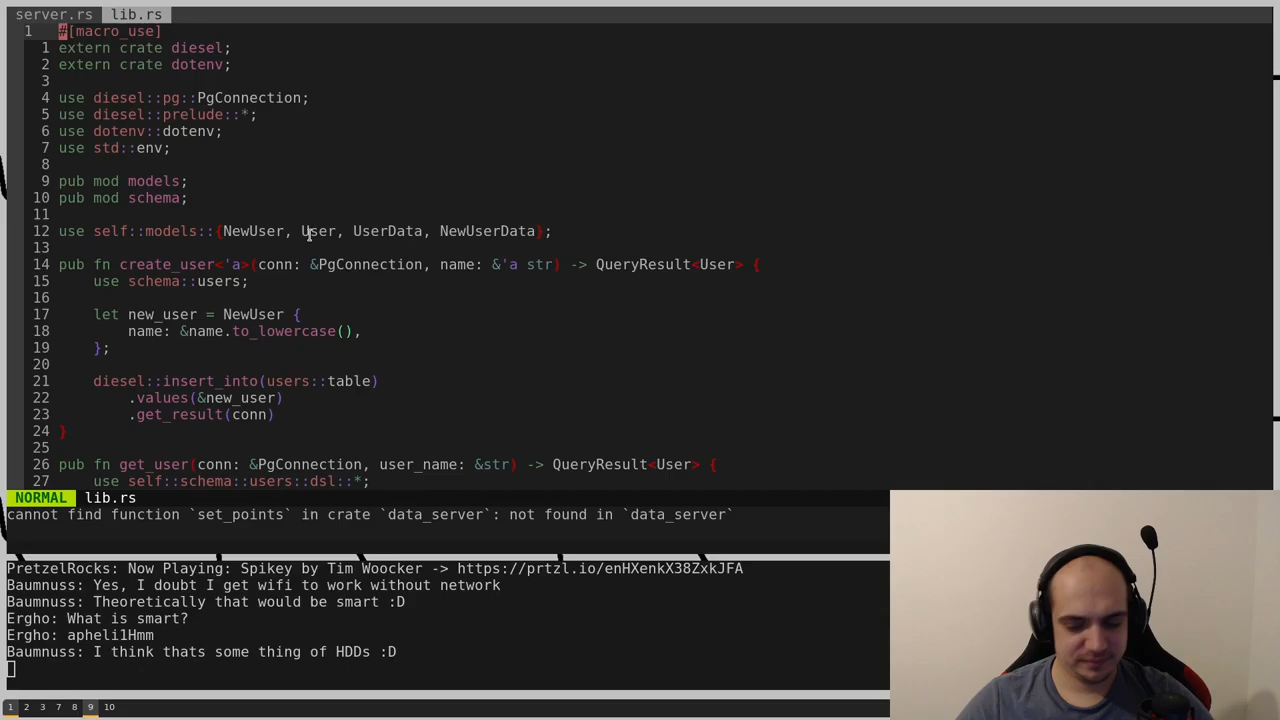 server.rs lib.rs
1 #[macro_use]
1 extern crate diesel;
2 extern crate dotenv;
3
4 use diesel::pg::PgConnection;
5 use diesel::prelude::*;
6 use dotenv::dotenv;
7 use std::env;
8
9 pub mod models;
10 pub mod schema;
11
12 use self::models::{NewUser, User, UserData, NewUserData};
13
14 pub fn create_user<'a>(conn: &PgConnection, name: &'a str) -> QueryResult<User> {
15 use schema::users;
16
17 let new_user = NewUser {
18 name: &name.to_lowercase(),
19 };
20
21 diesel::insert_into(users::table)
22 .values(&new_user)
23 .get_result(conn)
24 }
25
26 pub fn get_user(conn: &PgConnection, user_name: &str) -> QueryResult<User> {
27 use self::schema::users::dsl::*;
NORMAL lib.rs
cannot find function `set_points` in crate `data_server`: not found in `data_server`
PretzelRocks: Now Playing: Spikey by Tim Woocker -> https://prtzl.io/enHXenkX38ZxkJFA
Baumnuss: Yes, I doubt I get wifi to work without network
Baumnuss: Theoretically that would be smart :D
Ergho: What is smart?
Ergho: apheli1Hmm
Baumnuss: I think thats some thing of HDDs :D
1 2 3 7 8 9 10